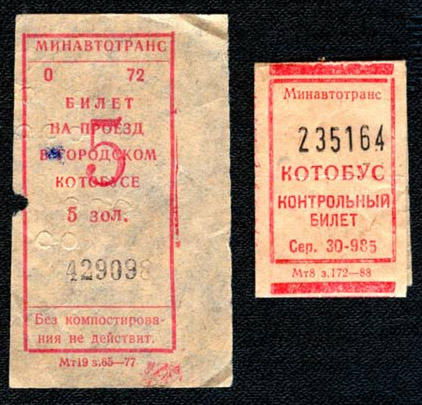 МИНАВТОТРАНС
О 72
БИЛЕТ
НА ПРОЕЗД
В ГОРОДСКОМ
КОТОБУСЕ
5
5 зол.
429098
Без компостирова-
ния не действит.
Мт19 з.65—77
Минавтотранс
235164
КОТОБУС
КОНТРОЛЬНЫЙ
БИЛЕТ
Сер. 30-985
Мт8 з.172—88